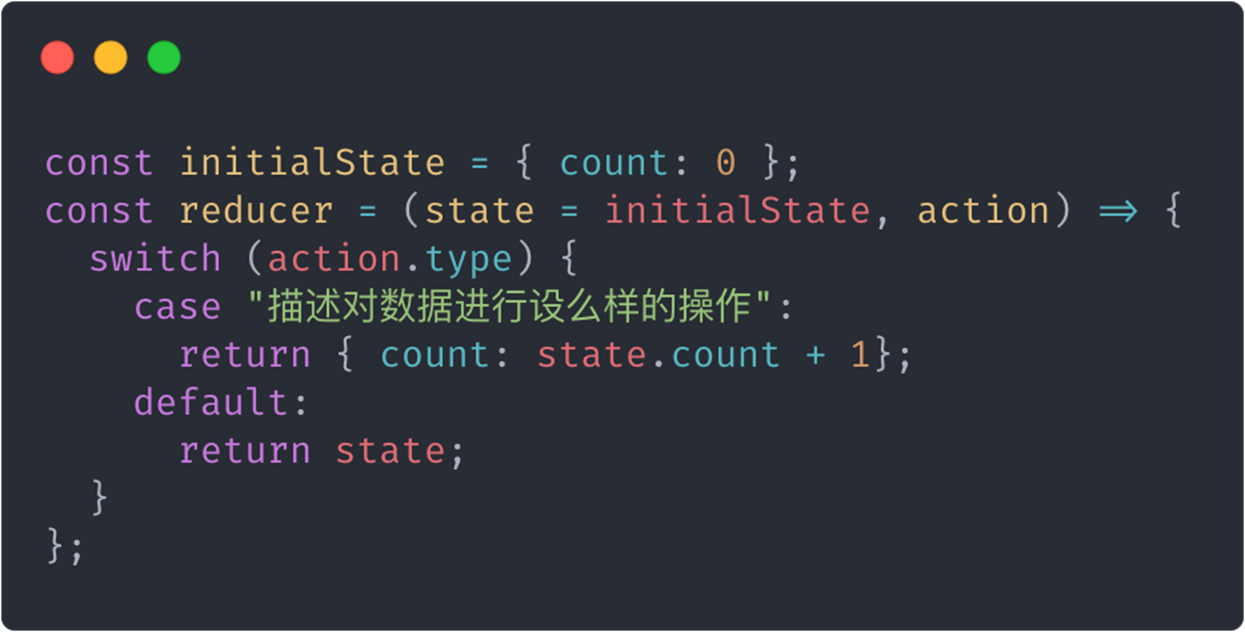 const initialState = { count: 0 };
const reducer = (state = initialState, action) => {
  switch (action.type) {
    case "描述对数据进行设么样的操作":
      return { count: state.count + 1};
    default:
      return state;
  }
};